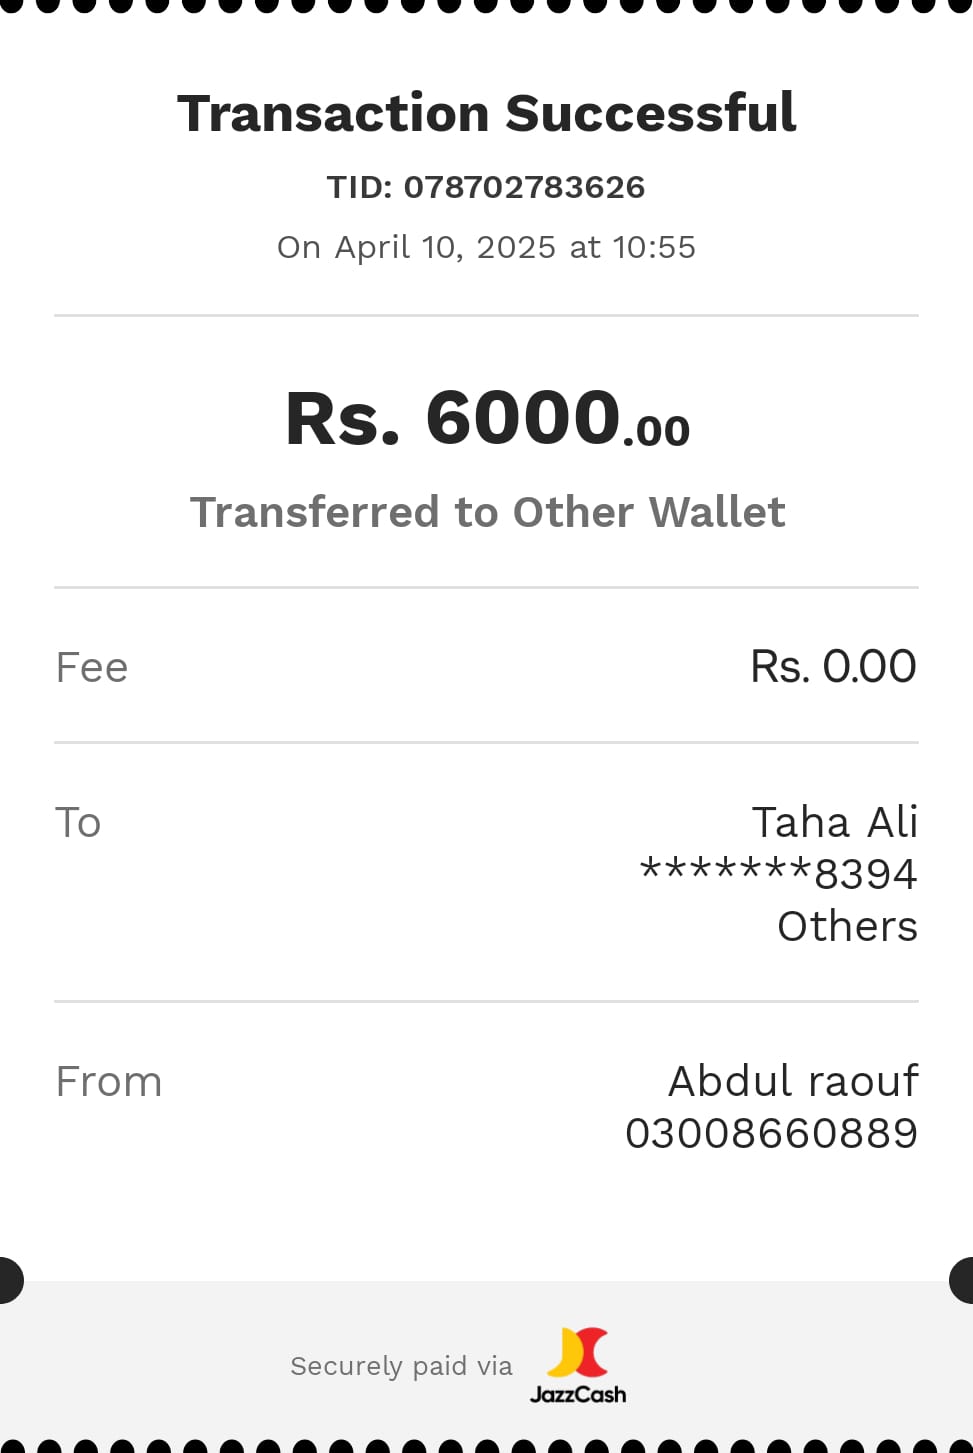 Transaction Successful
TID: 078702783626
On April 10, 2025 at 10:55
Rs. 6000.00
Transferred to Other Wallet
Fee Rs. 0.00
To Taha Ali
*******8394
Others
From Abdul raouf
03008660889
Securely paid via JazzCash